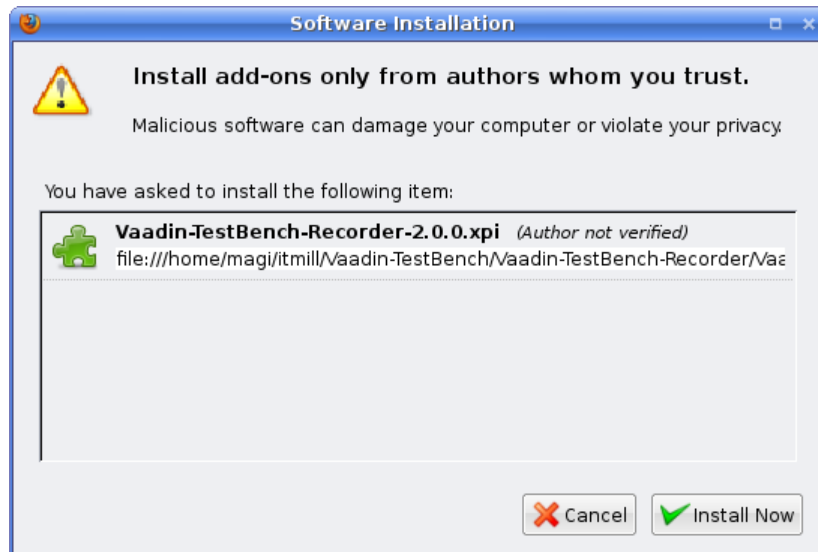 Software Installation
Install add-ons only from authors whom you trust.
Malicious software can damage your computer or violate your privacy.
You have asked to install the following item:
Vaadin-TestBench-Recorder-2.0.0.xpi (Author not verified)
file:///home/magi/itmill/Vaadin-TestBench/Vaadin-TestBench-Recorder/Vaa
Cancel Install Now